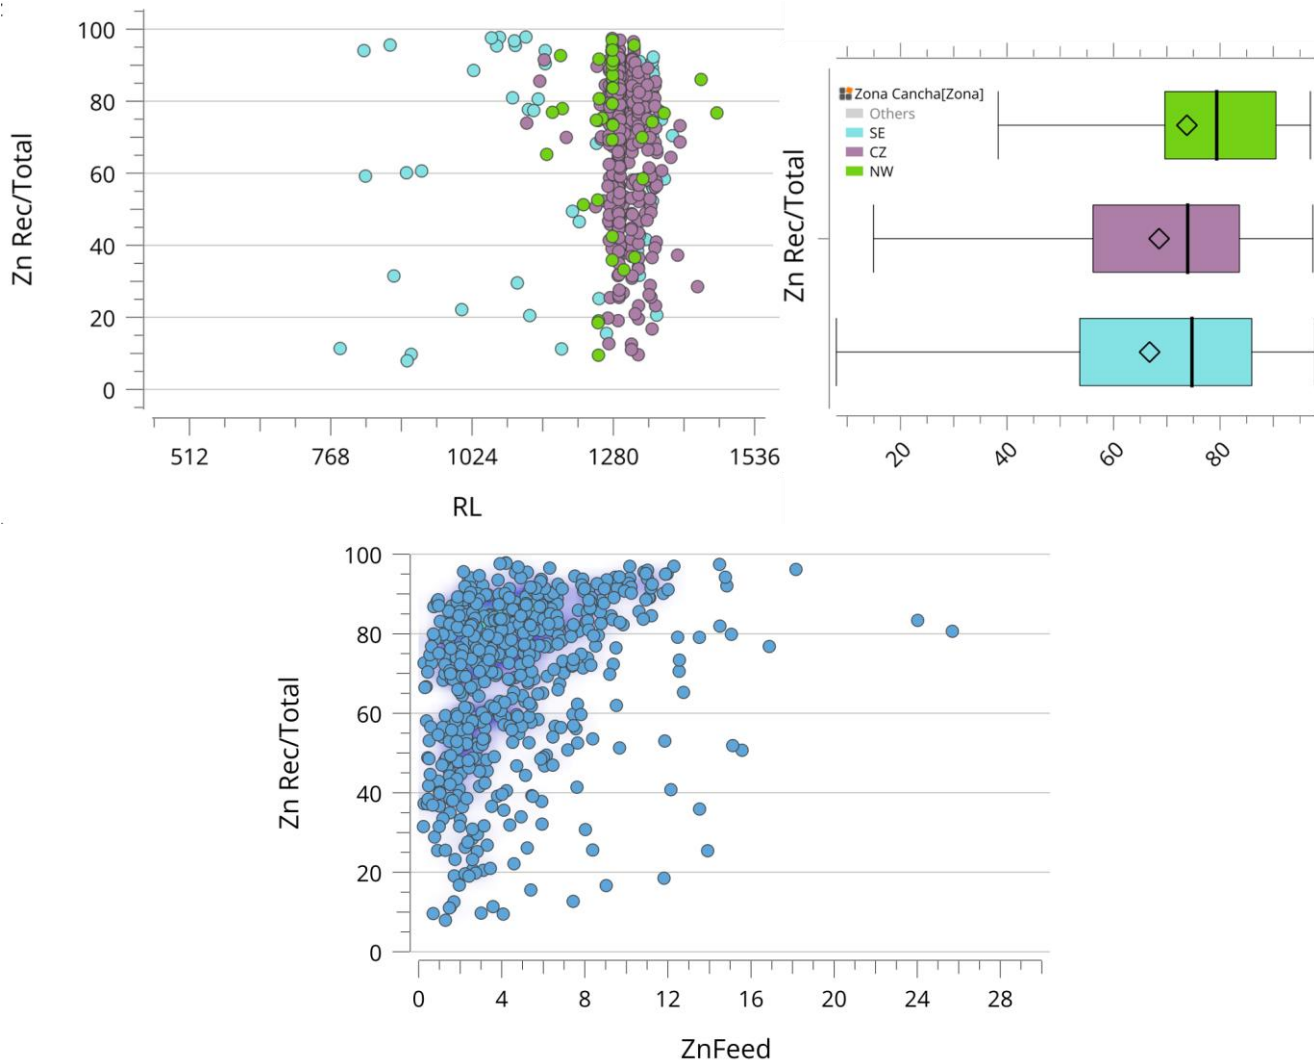 100
80
60
40
20
0
Zn Rec/Total
512 768 1024 1280 1536
RL
Zona Cancha[Zona]
Others
SE
CZ
NW
Zn Rec/Total
20 40 60 80
100
80
60
40
20
0
Zn Rec/Total
0 4 8 12 16 20 24 28
ZnFeed